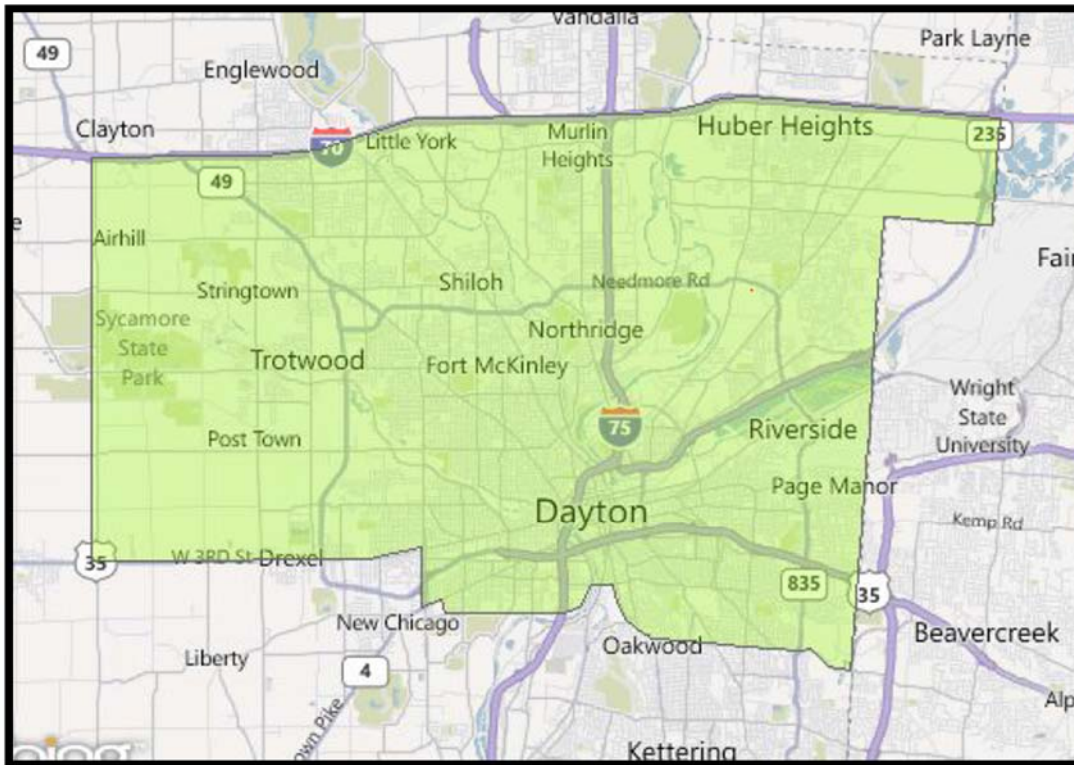 Vandalia
49
Park Layne
Englewood
Clayton
Little York
Murlin
Heights
Huber Heights
235
70
49
Airhill
Fair
Stringtown
Shiloh
Needmore Rd
Sycamore
State
Park
Northridge
Trotwood
Fort McKinley
Wright
State
University
75
Riverside
Post Town
Page Manor
Dayton
Kemp Rd
35
W 3RD St
Drexel
835
35
New Chicago
Beavercreek
Oakwood
Liberty
4
Alp
own Pike
Kettering